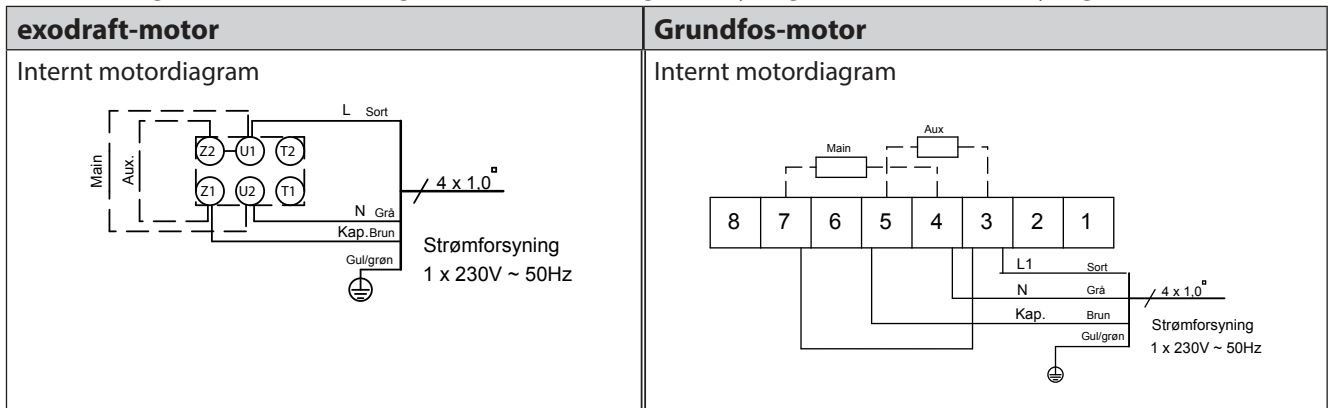 exodraft-motor
Internt motordiagram
L Sort
Main
Aux.
Z2 U1 T2
Z1 U2 T1
4 x 1,0¤
N Grå
Kap. Brun
Gul/grøn
Strømforsyning
1 x 230V ~ 50Hz
Grundfos-motor
Internt motordiagram
Aux
Main
8 7 6 5 4 3 2 1
L1 Sort
N Grå
Kap. Brun
Gul/grøn
4 x 1,0¤
Strømforsyning
1 x 230V ~ 50Hz